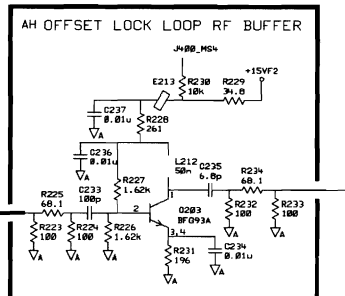 AH OFFSET LOCK LOOP RF BUFFER
J400_MS4
+15VF2
E213
R230
10k
R229
34.8
C237
0.01u
R228
261
A
C236
0.01u
A
L212
50n
C235
6.8p
R234
68.1
R227
1.62k
R225
68.1
C233
100p
1
2
Q203
BFG93A
3,4
R232
100
R233
100
R223
100
R224
100
R226
1.62k
R231
196
C234
0.01u
A
A
A
A
A
A
A